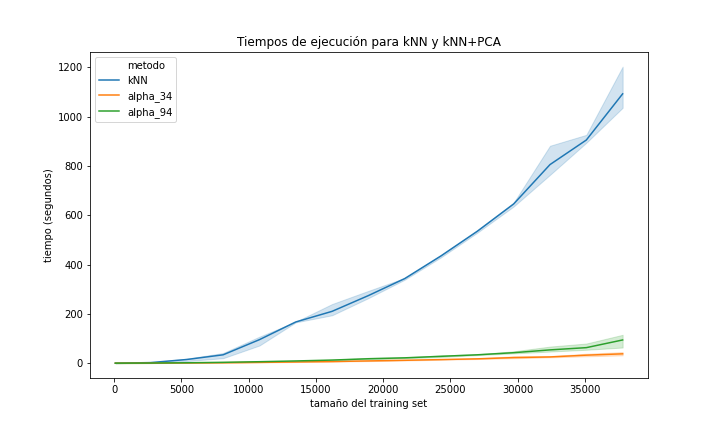 Tiempos de ejecución para kNN y kNN+PCA
metodo
kNN
alpha_34
alpha_94
tiempo (segundos)
1200
1000
800
600
400
200
0
0 5000 10000 15000 20000 25000 30000 35000
tamaño del training set